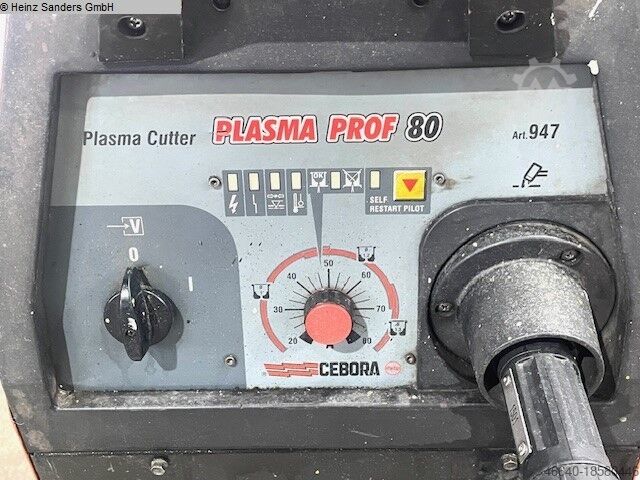 © Heinz Sanders GmbH
Plasma Cutter PLASMA PROF 80 Art. 947
OK
SELF
RESTART PILOT
V
0
I
50
40 60
30 70
20 80
A
CEBORA